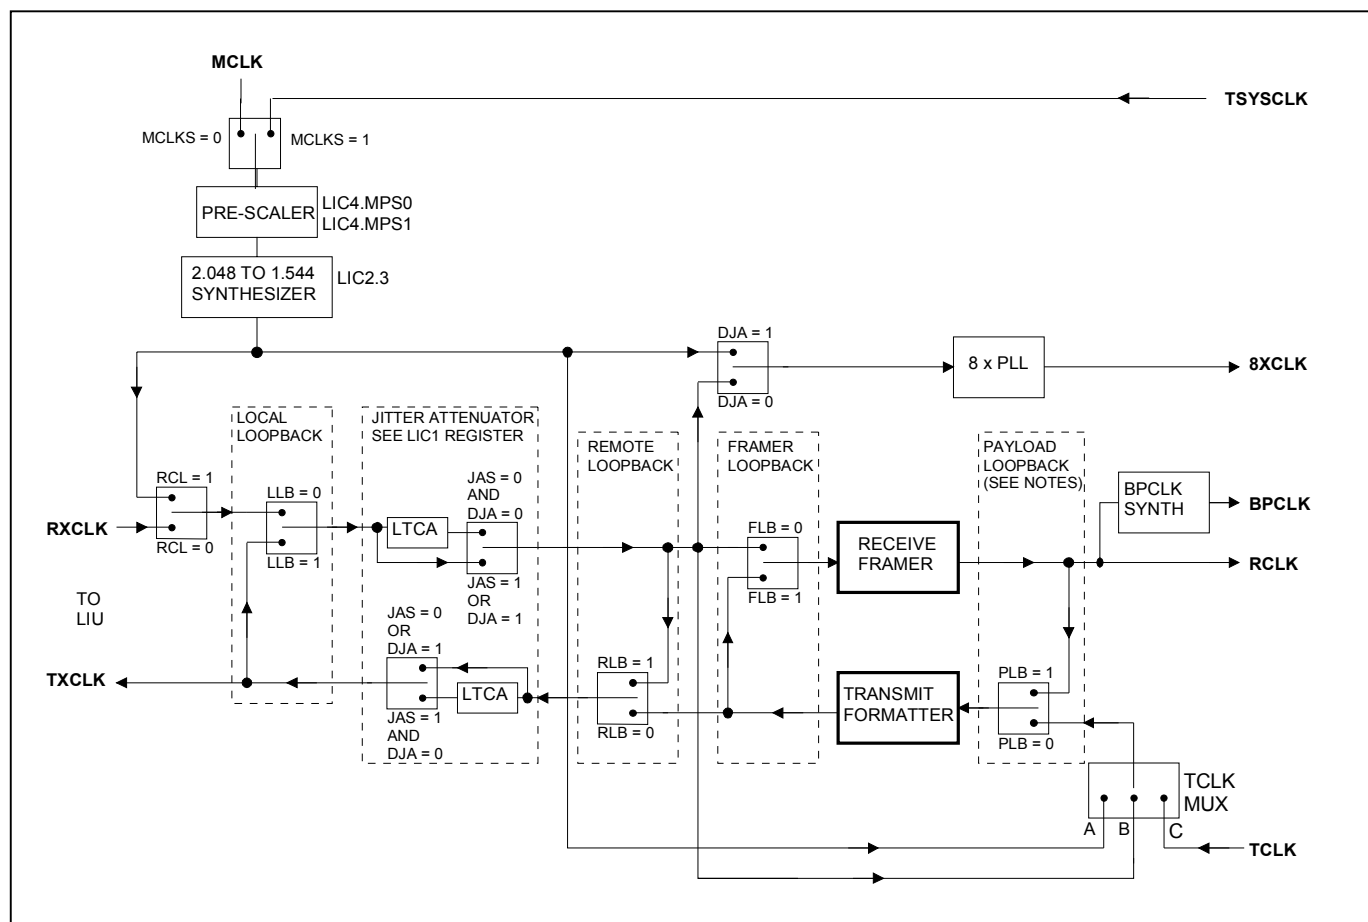 MCLK
TSYSCLK
MCLKS = 0
MCLKS = 1
PRE-SCALER
LIC4.MPS0
LIC4.MPS1
2.048 TO 1.544
SYNTHESIZER
LIC2.3
DJA = 1
DJA = 0
8 x PLL
8XCLK
LOCAL
LOOPBACK
JITTER ATTENUATOR
SEE LIC1 REGISTER
REMOTE
LOOPBACK
FRAMER
LOOPBACK
PAYLOAD
LOOPBACK
(SEE NOTES)
BPCLK
SYNTH
BPCLK
RCL = 1
RCL = 0
RXCLK
LLB = 0
LLB = 1
LTCA
JAS = 0
AND
DJA = 0
JAS = 1
OR
DJA = 1
FLB = 0
FLB = 1
RECEIVE
FRAMER
RCLK
TO
LIU
TXCLK
JAS = 0
OR
DJA = 1
LTCA
JAS = 1
AND
DJA = 0
RLB = 1
RLB = 0
TRANSMIT
FORMATTER
PLB = 1
PLB = 0
TCLK
MUX
A
B
C
TCLK